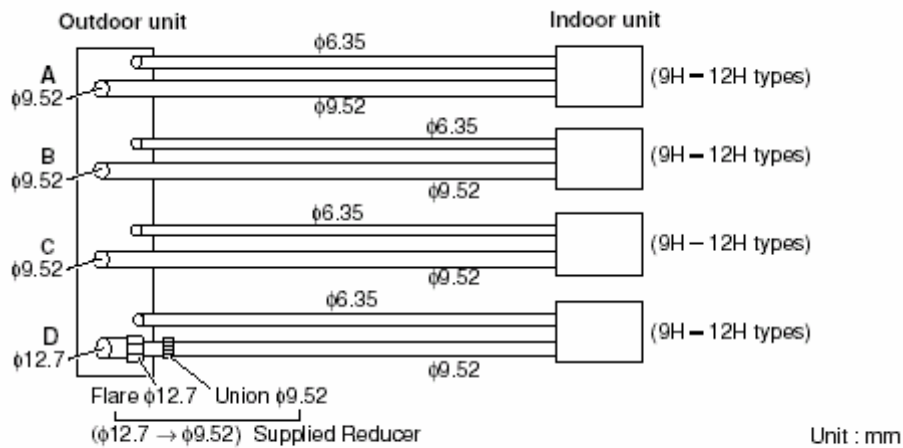 Outdoor unit
Indoor unit
ϕ6.35
A
ϕ9.52
ϕ9.52
(9H – 12H types)
ϕ6.35
B
ϕ9.52
ϕ9.52
(9H – 12H types)
ϕ6.35
C
ϕ9.52
ϕ9.52
(9H – 12H types)
ϕ6.35
D
ϕ12.7
ϕ9.52
(9H – 12H types)
Flare ϕ12.7 Union ϕ9.52
(ϕ12.7 → ϕ9.52) Supplied Reducer
Unit : mm